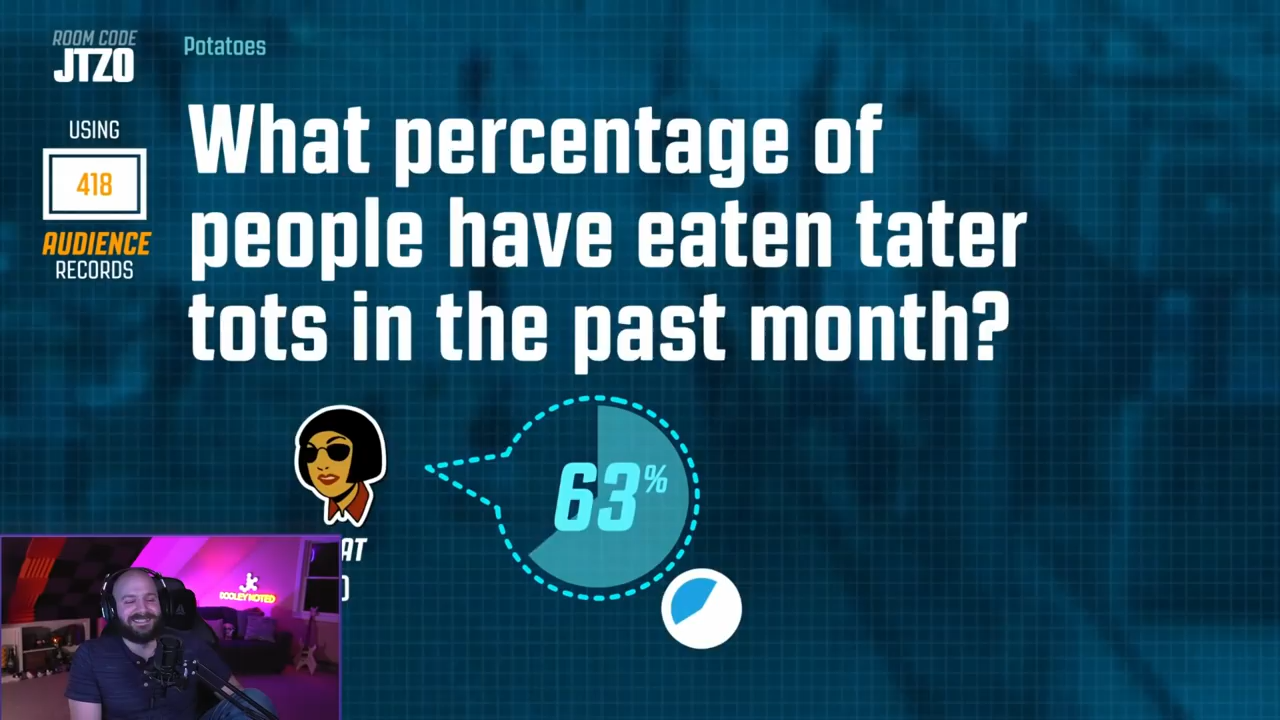 ROOM CODE
JTZO
Potatoes
USING
418
AUDIENCE
RECORDS
What percentage of
people have eaten tater
tots in the past month?
63%
DOOLEYNOTED